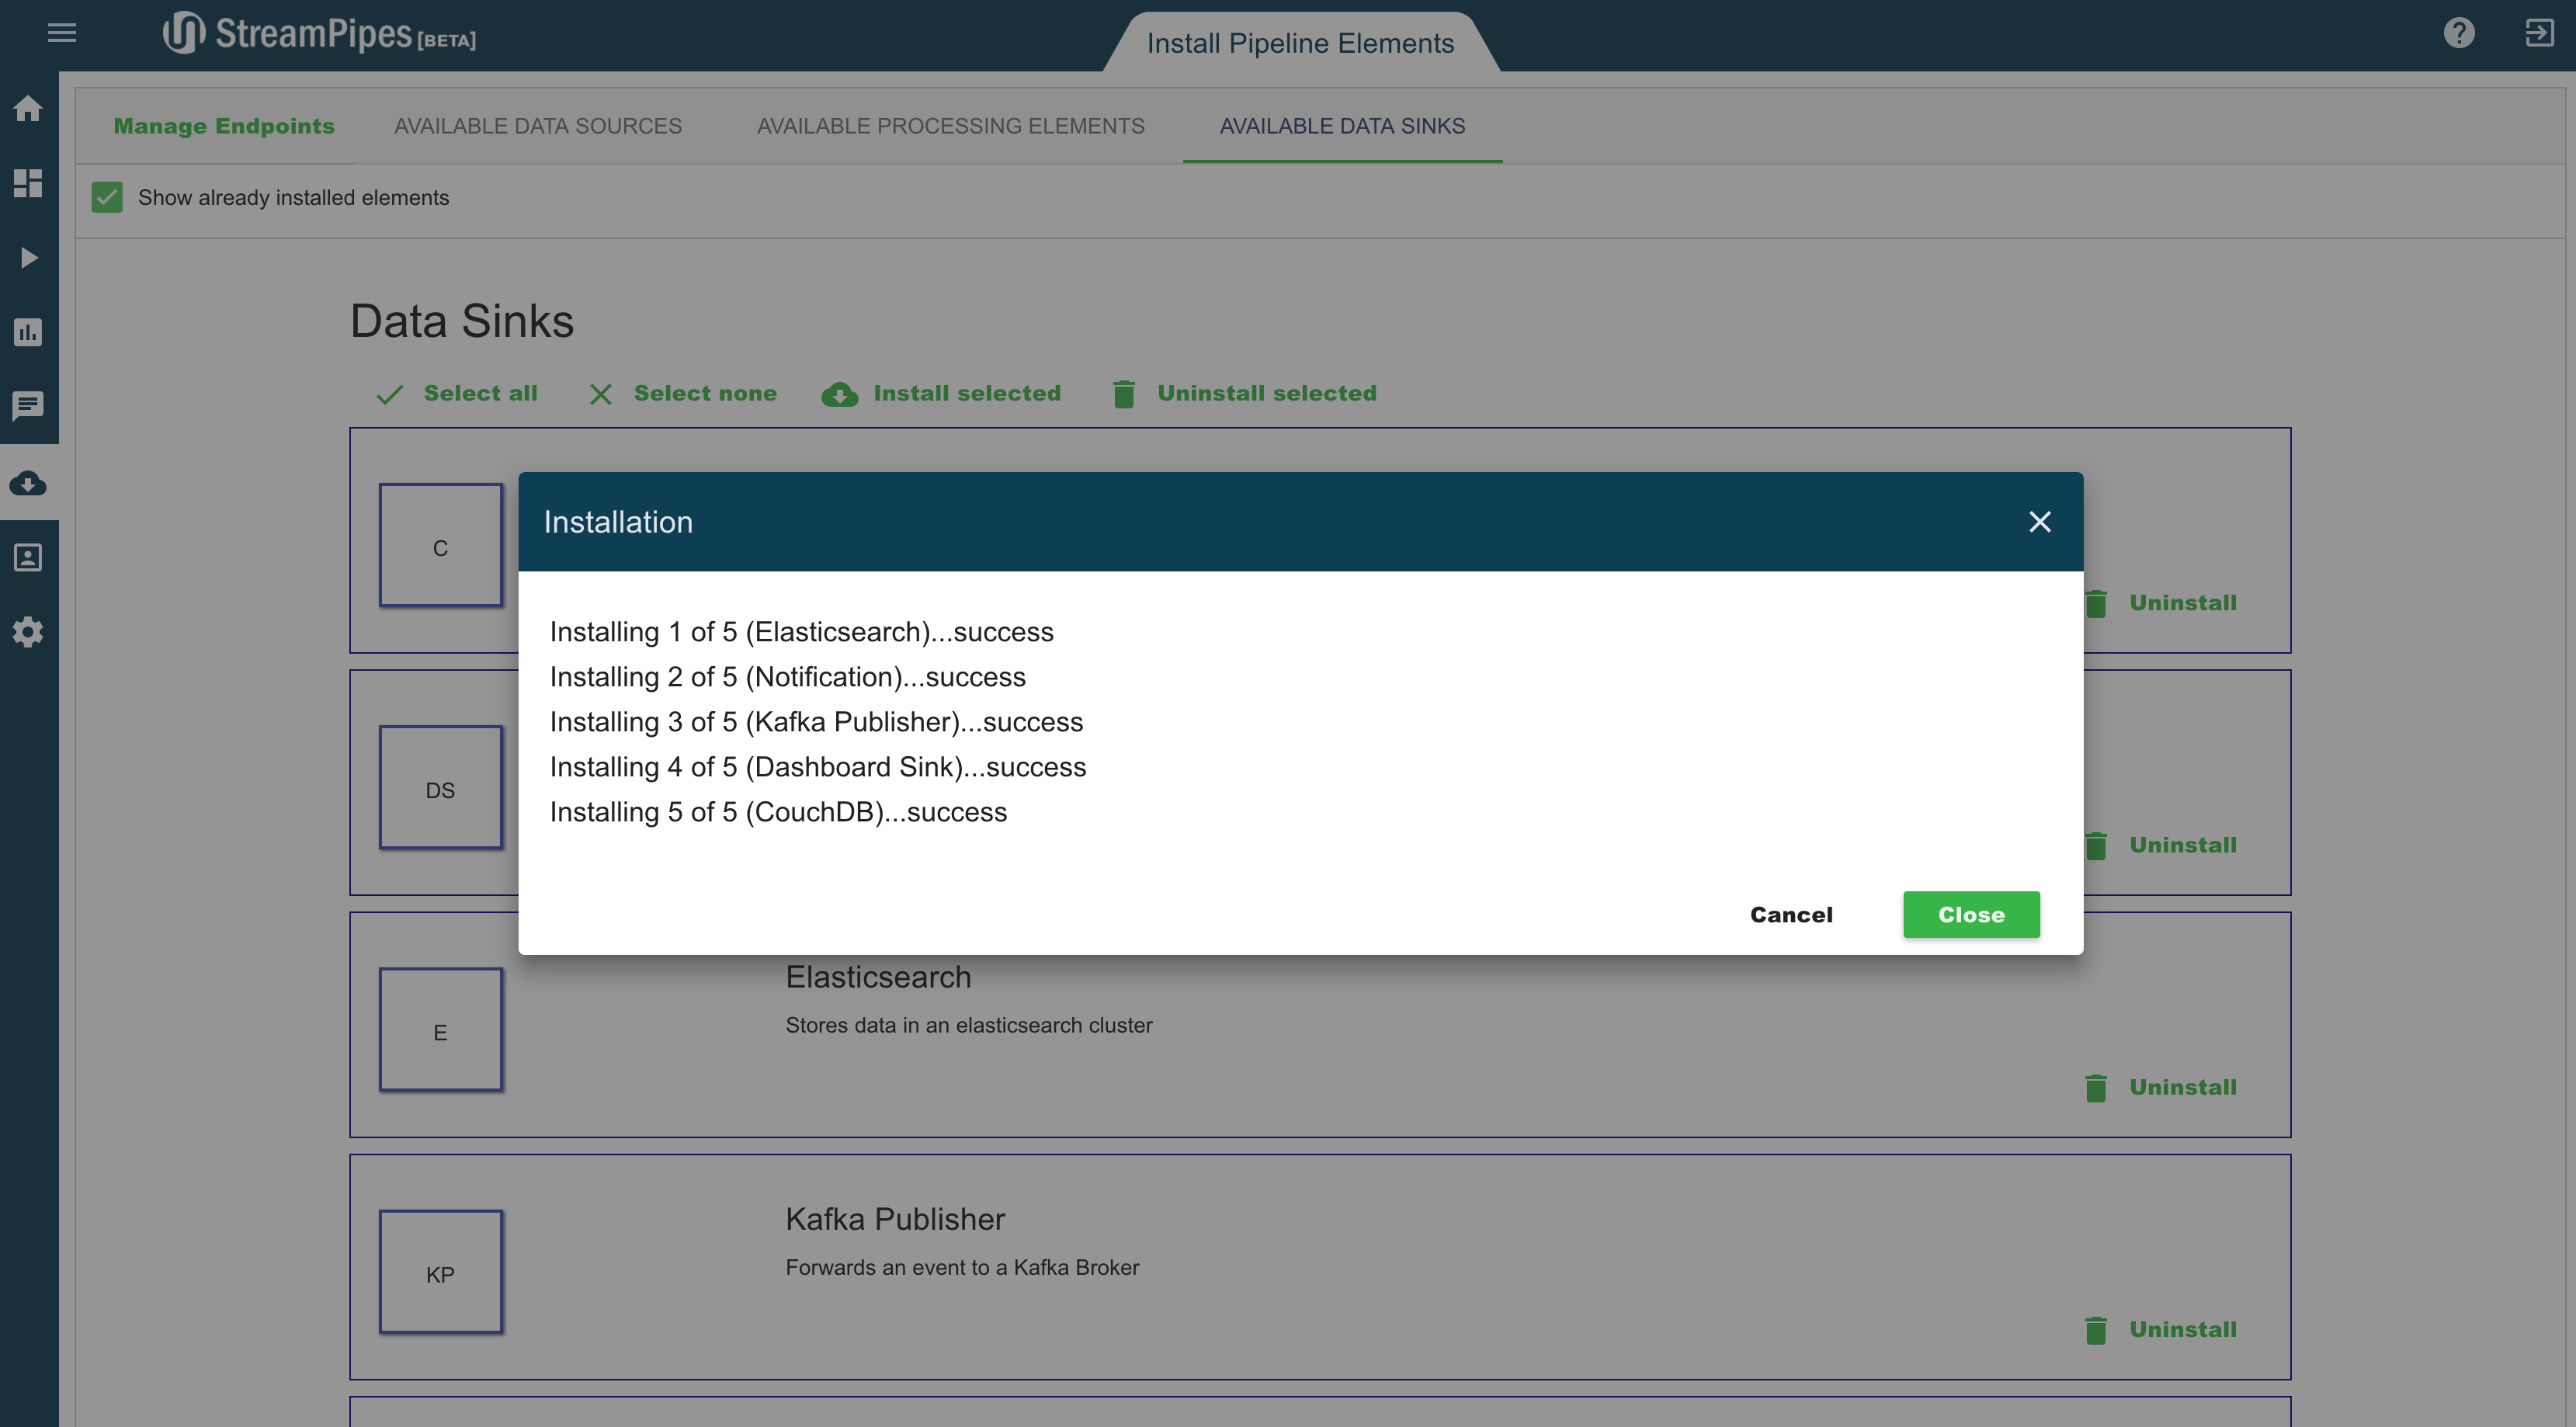 StreamPipes [BETA]
Install Pipeline Elements
Manage Endpoints
AVAILABLE DATA SOURCES
AVAILABLE PROCESSING ELEMENTS
AVAILABLE DATA SINKS
Show already installed elements
Data Sinks
Select all
Select none
Install selected
Uninstall selected
C
Uninstall
Installation
Installing 1 of 5 (Elasticsearch)...success
Installing 2 of 5 (Notification)...success
Installing 3 of 5 (Kafka Publisher)...success
Installing 4 of 5 (Dashboard Sink)...success
Installing 5 of 5 (CouchDB)...success
Cancel
Close
DS
Uninstall
E
Elasticsearch
Stores data in an elasticsearch cluster
Uninstall
KP
Kafka Publisher
Forwards an event to a Kafka Broker
Uninstall